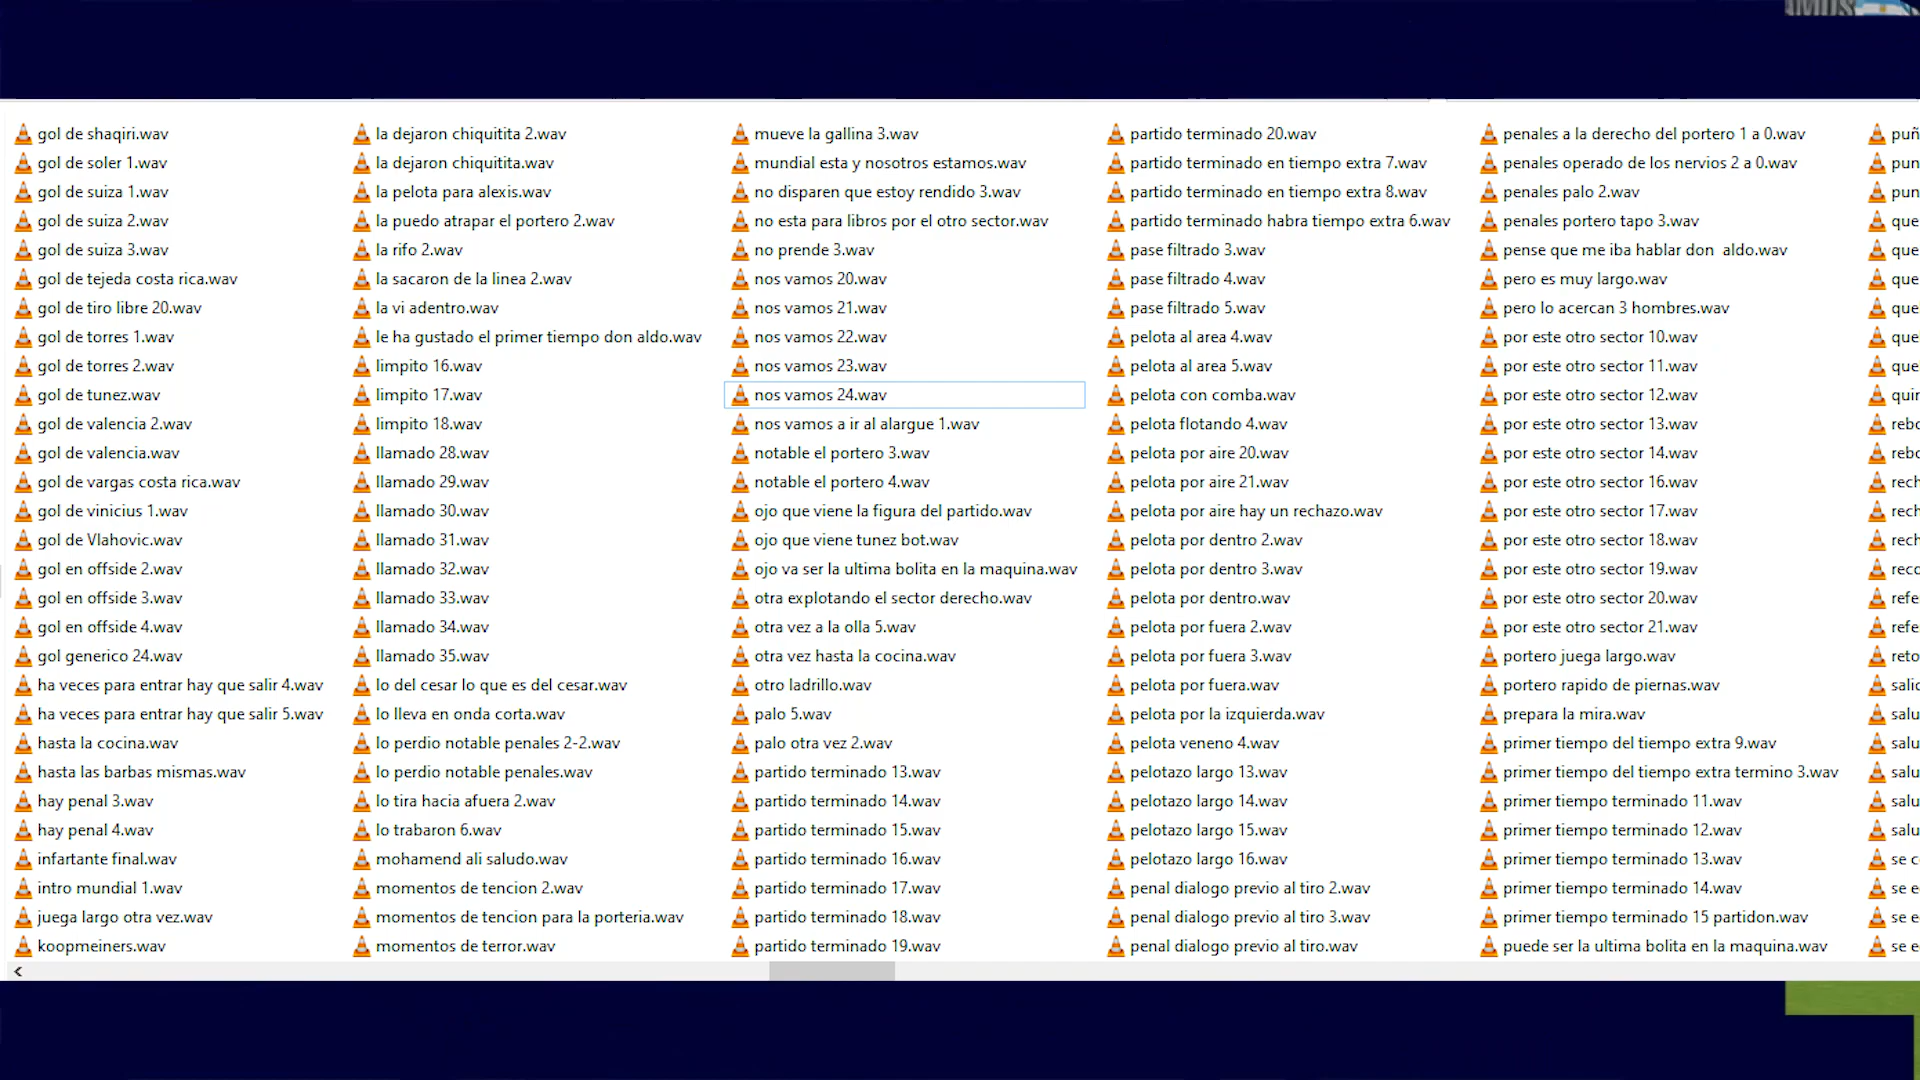 AMOS
gol de shaqiri.wav
gol de soler 1.wav
gol de suiza 1.wav
gol de suiza 2.wav
gol de suiza 3.wav
gol de tejeda costa rica.wav
gol de tiro libre 20.wav
gol de torres 1.wav
gol de torres 2.wav
gol de tunez.wav
gol de valencia 2.wav
gol de valencia.wav
gol de vargas costa rica.wav
gol de vinicius 1.wav
gol de Vlahovic.wav
gol en offside 2.wav
gol en offside 3.wav
gol en offside 4.wav
gol generico 24.wav
ha veces para entrar hay que salir 4.wav
ha veces para entrar hay que salir 5.wav
hasta la cocina.wav
hasta las barbas mismas.wav
hay penal 3.wav
hay penal 4.wav
infartante final.wav
intro mundial 1.wav
juega largo otra vez.wav
koopmeiners.wav
la dejaron chiquitita 2.wav
la dejaron chiquitita.wav
la pelota para alexis.wav
la puedo atrapar el portero 2.wav
la rifo 2.wav
la sacaron de la linea 2.wav
la vi adentro.wav
le ha gustado el primer tiempo don aldo.wav
limpito 16.wav
limpito 17.wav
limpito 18.wav
llamado 28.wav
llamado 29.wav
llamado 30.wav
llamado 31.wav
llamado 32.wav
llamado 33.wav
llamado 34.wav
llamado 35.wav
lo del cesar lo que es del cesar.wav
lo lleva en onda corta.wav
lo perdio notable penales 2-2.wav
lo perdio notable penales.wav
lo tira hacia afuera 2.wav
lo trabaron 6.wav
mohamend ali saludo.wav
momentos de tencion 2.wav
momentos de tencion para la porteria.wav
momentos de terror.wav
mueve la gallina 3.wav
mundial esta y nosotros estamos.wav
no disparen que estoy rendido 3.wav
no esta para libros por el otro sector.wav
no prende 3.wav
nos vamos 20.wav
nos vamos 21.wav
nos vamos 22.wav
nos vamos 23.wav
nos vamos 24.wav
nos vamos a ir al alargue 1.wav
notable el portero 3.wav
notable el portero 4.wav
ojo que viene la figura del partido.wav
ojo que viene tunez bot.wav
ojo va ser la ultima bolita en la maquina.wav
otra explotando el sector derecho.wav
otra vez a la olla 5.wav
otra vez hasta la cocina.wav
otro ladrillo.wav
palo 5.wav
palo otra vez 2.wav
partido terminado 13.wav
partido terminado 14.wav
partido terminado 15.wav
partido terminado 16.wav
partido terminado 17.wav
partido terminado 18.wav
partido terminado 19.wav
partido terminado 20.wav
partido terminado en tiempo extra 7.wav
partido terminado en tiempo extra 8.wav
partido terminado habra tiempo extra 6.wav
pase filtrado 3.wav
pase filtrado 4.wav
pase filtrado 5.wav
pelota al area 4.wav
pelota al area 5.wav
pelota con comba.wav
pelota flotando 4.wav
pelota por aire 20.wav
pelota por aire 21.wav
pelota por aire hay un rechazo.wav
pelota por dentro 2.wav
pelota por dentro 3.wav
pelota por dentro.wav
pelota por fuera 2.wav
pelota por fuera 3.wav
pelota por fuera.wav
pelota por la izquierda.wav
pelota veneno 4.wav
pelotazo largo 13.wav
pelotazo largo 14.wav
pelotazo largo 15.wav
pelotazo largo 16.wav
penal dialogo previo al tiro 2.wav
penal dialogo previo al tiro 3.wav
penal dialogo previo al tiro.wav
penales a la derecho del portero 1 a 0.wav
penales operado de los nervios 2 a 0.wav
penales palo 2.wav
penales portero tapo 3.wav
pense que me iba hablar don  aldo.wav
pero es muy largo.wav
pero lo acercan 3 hombres.wav
por este otro sector 10.wav
por este otro sector 11.wav
por este otro sector 12.wav
por este otro sector 13.wav
por este otro sector 14.wav
por este otro sector 16.wav
por este otro sector 17.wav
por este otro sector 18.wav
por este otro sector 19.wav
por este otro sector 20.wav
por este otro sector 21.wav
portero juega largo.wav
portero rapido de piernas.wav
prepara la mira.wav
primer tiempo del tiempo extra 9.wav
primer tiempo del tiempo extra termino 3.wav
primer tiempo terminado 11.wav
primer tiempo terminado 12.wav
primer tiempo terminado 13.wav
primer tiempo terminado 14.wav
primer tiempo terminado 15 partidon.wav
puede ser la ultima bolita en la maquina.wav
puñ
pun
pun
que
que
que
que
que
que
quir
rebo
rebo
rech
rech
rech
reco
refe
refe
reto
salic
salu
salu
salu
salu
salu
se c
se e
se e
se e